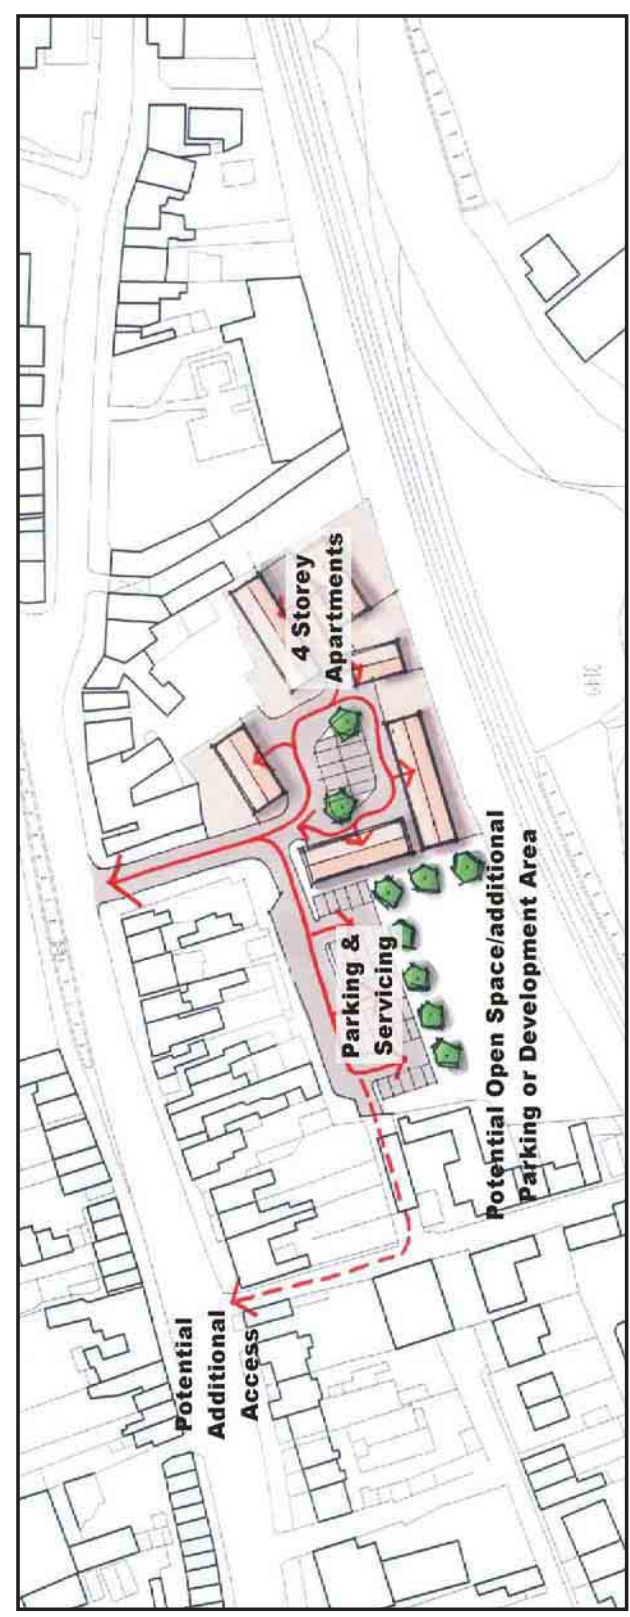 4 Storey
Apartments
Parking &
Servicing
Potential Open Space/additional
Parking or Development Area
Potential
Additional
Access